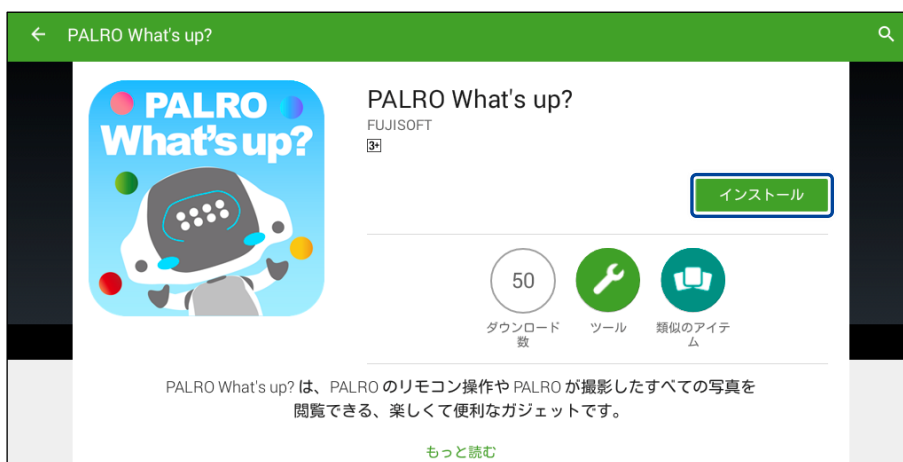 PALRO What's up?
PALRO
What's up?
PALRO What's up?
FUJISOFT
3+
インストール
50
ダウンロード
数
ツール
類似のアイテ
ム
PALRO What's up? は、PALRO のリモコン操作や PALRO が撮影したすべての写真を
閲覧できる、楽しくて便利なガジェットです。
もっと読む